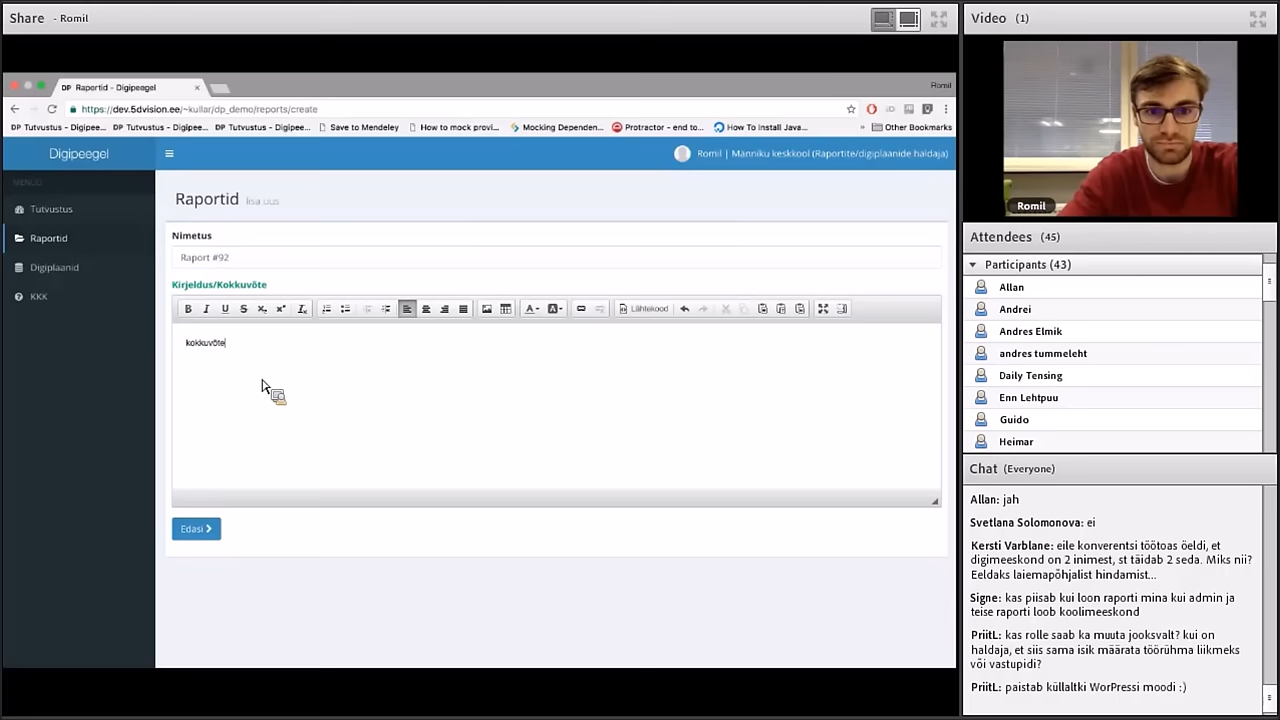 Share - Romil
DP Raportid - Digipeegel
Romil
https://dev.5dvision.ee/~kullar/dp_demo/reports/create
DP Tutvustus - Digipee...
DP Tutvustus - Digipee...
DP Tutvustus - Digipee...
Save to Mendeley
How to mock provi...
Mocking Dependen...
Protractor - end to...
How To Install Java...
» Other Bookmarks
Digipeegel
Romil | Männiku keskkool (Raportite/digiplaanide haldaja)
MENÜÜ
Tutvustus
Raportid
Digiplaanid
KKK
Raportid lisa uus
Nimetus
Raport #92
Kirjeldus/Kokkuvõte
Lähtekood
kokkuvõte
Edasi
Video (1)
Romil
Attendees (45)
Participants (43)
Allan
Andrei
Andres Elmik
andres tummeleht
Daily Tensing
Enn Lehtpuu
Guido
Heimar
Chat (Everyone)
Allan: jah
Svetlana Solomonova: ei
Kersti Varblane: eile konverentsi töötoas öeldi, et
digimeeskond on 2 inimest, st täidab 2 seda. Miks nii?
Eeldaks laiemapõhjalist hindamist...
Signe: kas piisab kui loon raporti mina kui admin ja
teise raporti loob koolimeeskond
PriitL: kas rolle saab ka muuta jooksvalt? kui on
haldaja, et siis sama isik määrata töörühma liikmeks
või vastupidi?
PriitL: paistab küllaltki WorPressi moodi :)